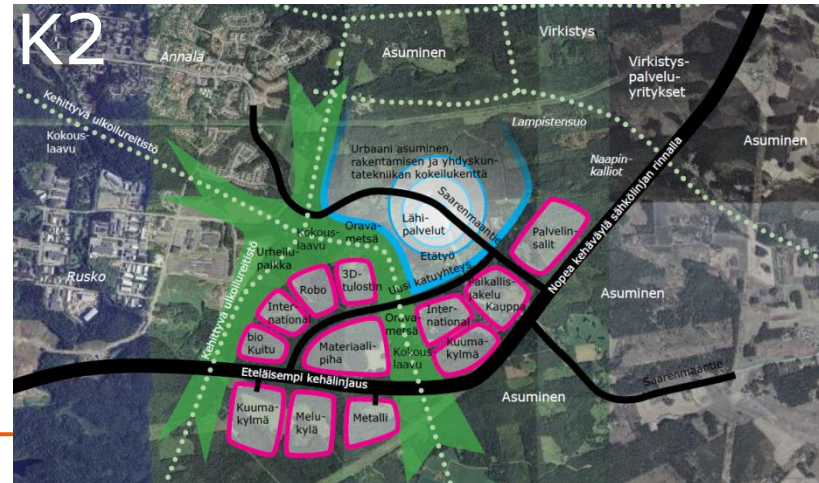 K2
Annala
Asuminen
Virkistys
Virkistys-
palvelu-
yritykset
Kehittyvä ulkoilureitistö
Kokous-
laavu
Lampistensuo
Asuminen
Urbaani asuminen,
rakentamisen ja yhdyskun-
tatekniikan kokeilukenttä
Naapin-
kalliot
Saarenmaantie
Lähi-
palvelut
Nopea kehäväylä sähkölinjan rinnalla
Palvelin-
salit
Kokous-
laavu
Orava-
metsä
Urheilu-
paikka
Etätyö
Rusko
Kehittyvä ulkoilureitistö
Uusi katuyhteys
Robo
3D-
tulostin
Paikallis-
jakelu
Kauppa
Asuminen
Inter-
national
Orava-
metsä
Inter-
national
bio
Kuitu
Materiaali-
piha
Kokous-
laavu
Kuuma-
kylmä
Eteläisempi kehälinjaus
Saarenmaantie
Asuminen
Kuuma-
kylmä
Melu-
kylä
Metalli